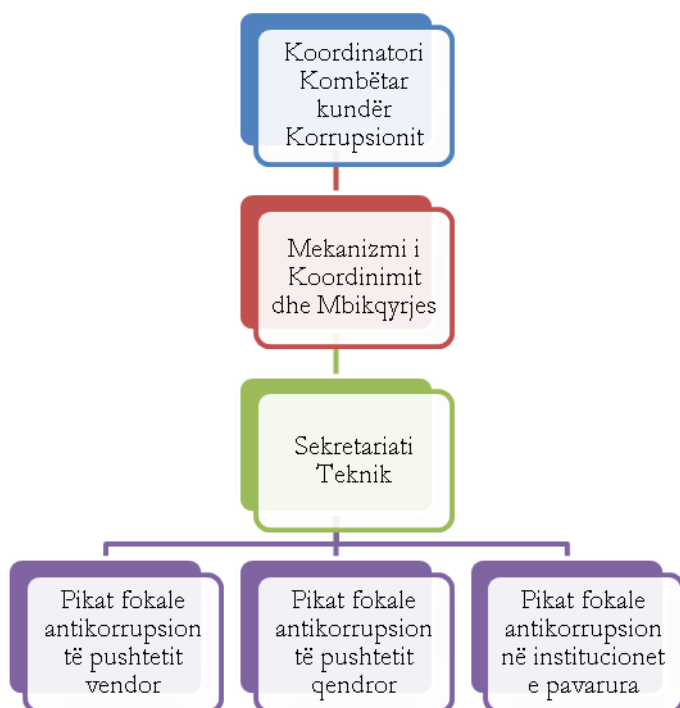 Koordinatori
Kombëtar
kundër
Korrupsionit
Mekanizmi i
Koordinimit
dhe Mbikqyrjes
Sekretariati
Teknik
Pikat fokale
antikorrupsion
të pushtetit
vendor
Pikat fokale
antikorrupsion
të pushtetit
qendror
Pikat fokale
antikorrupsion
në institucionet
e pavarura